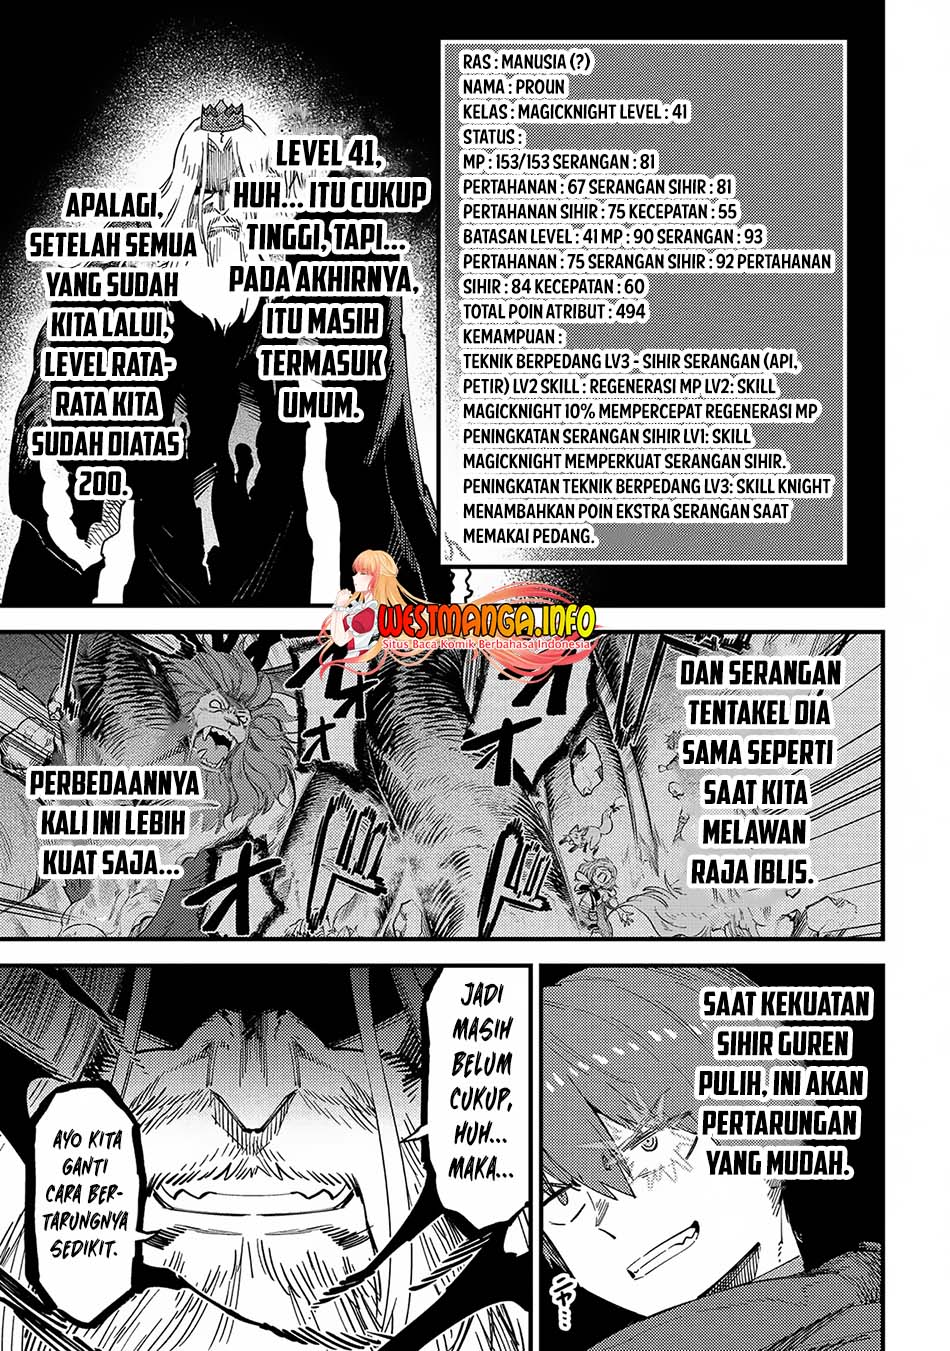 RAS : MANUSIA (?)
NAMA : PROUN
KELAS : MAGICKNIGHT LEVEL : 41
STATUS :
MP : 153/153 SERANGAN : 81
PERTAHANAN : 67 SERANGAN SIHIR : 81
PERTAHANAN SIHIR : 75 KECEPATAN : 55
BATASAN LEVEL : 41 MP : 90 SERANGAN : 93
PERTAHANAN : 75 SERANGAN SIHIR : 92 PERTAHANAN
SIHIR : 84 KECEPATAN : 60
TOTAL POIN ATRIBUT : 494
KEMAMPUAN :
TEKNIK BERPEDANG LV3 - SIHIR SERANGAN (API,
PETIR) LV2 SKILL : REGENERASI MP LV2: SKILL
MAGICKNIGHT 10% MEMPERCEPAT REGENERASI MP
PENINGKATAN SERANGAN SIHIR LV1: SKILL
MAGICKNIGHT MEMPERKUAT SERANGAN SIHIR.
PENINGKATAN TEKNIK BERPEDANG LV3: SKILL KNIGHT
MENAMBAHKAN POIN EKSTRA SERANGAN SAAT
MEMAKAI PEDANG.
LEVEL 41,
HUH... ITU CUKUP
TINGGI, TAPI...
PADA AKHIRNYA,
ITU MASIH
TERMASUK
UMUM.
APALAGI,
SETELAH SEMUA
YANG SUDAH
KITA LALUI,
LEVEL RATA-
RATA KITA
SUDAH DIATAS
200.
WESTMANGA.INFO
Situs Baca Komik Berbahasa Indonesia
DAN SERANGAN
TENTAKEL DIA
SAMA SEPERTI
SAAT KITA
MELAWAN
RAJA IBLIS.
PERBEDAANNYA
KALI INI LEBIH
KUAT SAJA...
オオオ
ドドド
SAAT KEKUATAN
SIHIR GUREN
PULIH, INI AKAN
PERTARUNGAN
YANG MUDAH.
JADI
MASIH
BELUM
CUKUP,
HUH...
MAKA...
AYO KITA
GANTI
CARA BER-
TARUNGNYA
SEDIKIT.